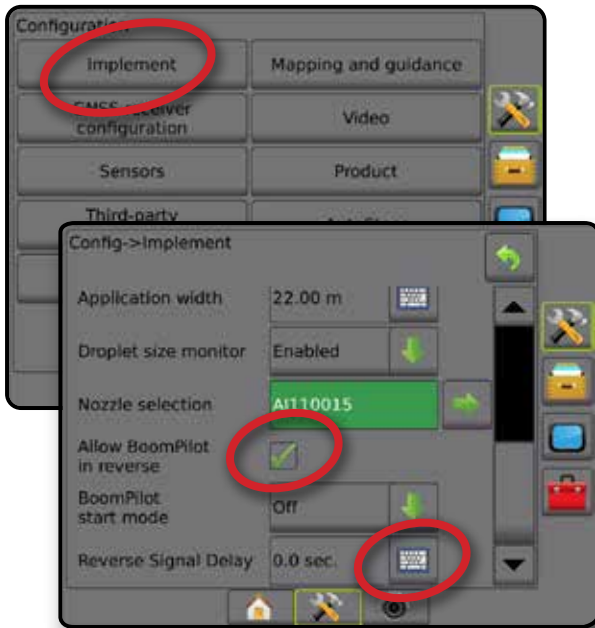 Configuration
Implement
Mapping and guidance
GNSS receiver
configuration
Video
Sensors
Product
Third-party
Config->Implement
Application width
22.00 m
Droplet size monitor
Enabled
Nozzle selection
AI110015
Allow BoomPilot
in reverse
BoomPilot
start mode
Off
Reverse Signal Delay
0.0 sec.